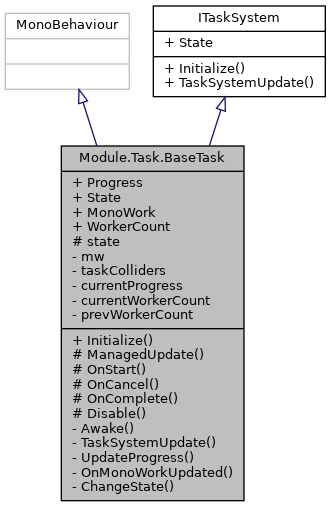 MonoBehaviour
ITaskSystem
+ State
+ Initialize()
+ TaskSystemUpdate()
Module.Task.BaseTask
+ Progress
+ State
+ MonoWork
+ WorkerCount
# state
- mw
- taskColliders
- currentProgress
- currentWorkerCount
- prevWorkerCount
+ Initialize()
# ManagedUpdate()
# OnStart()
# OnCancel()
# OnComplete()
# Disable()
- Awake()
- TaskSystemUpdate()
- UpdateProgress()
- OnMonoWorkUpdated()
- ChangeState()